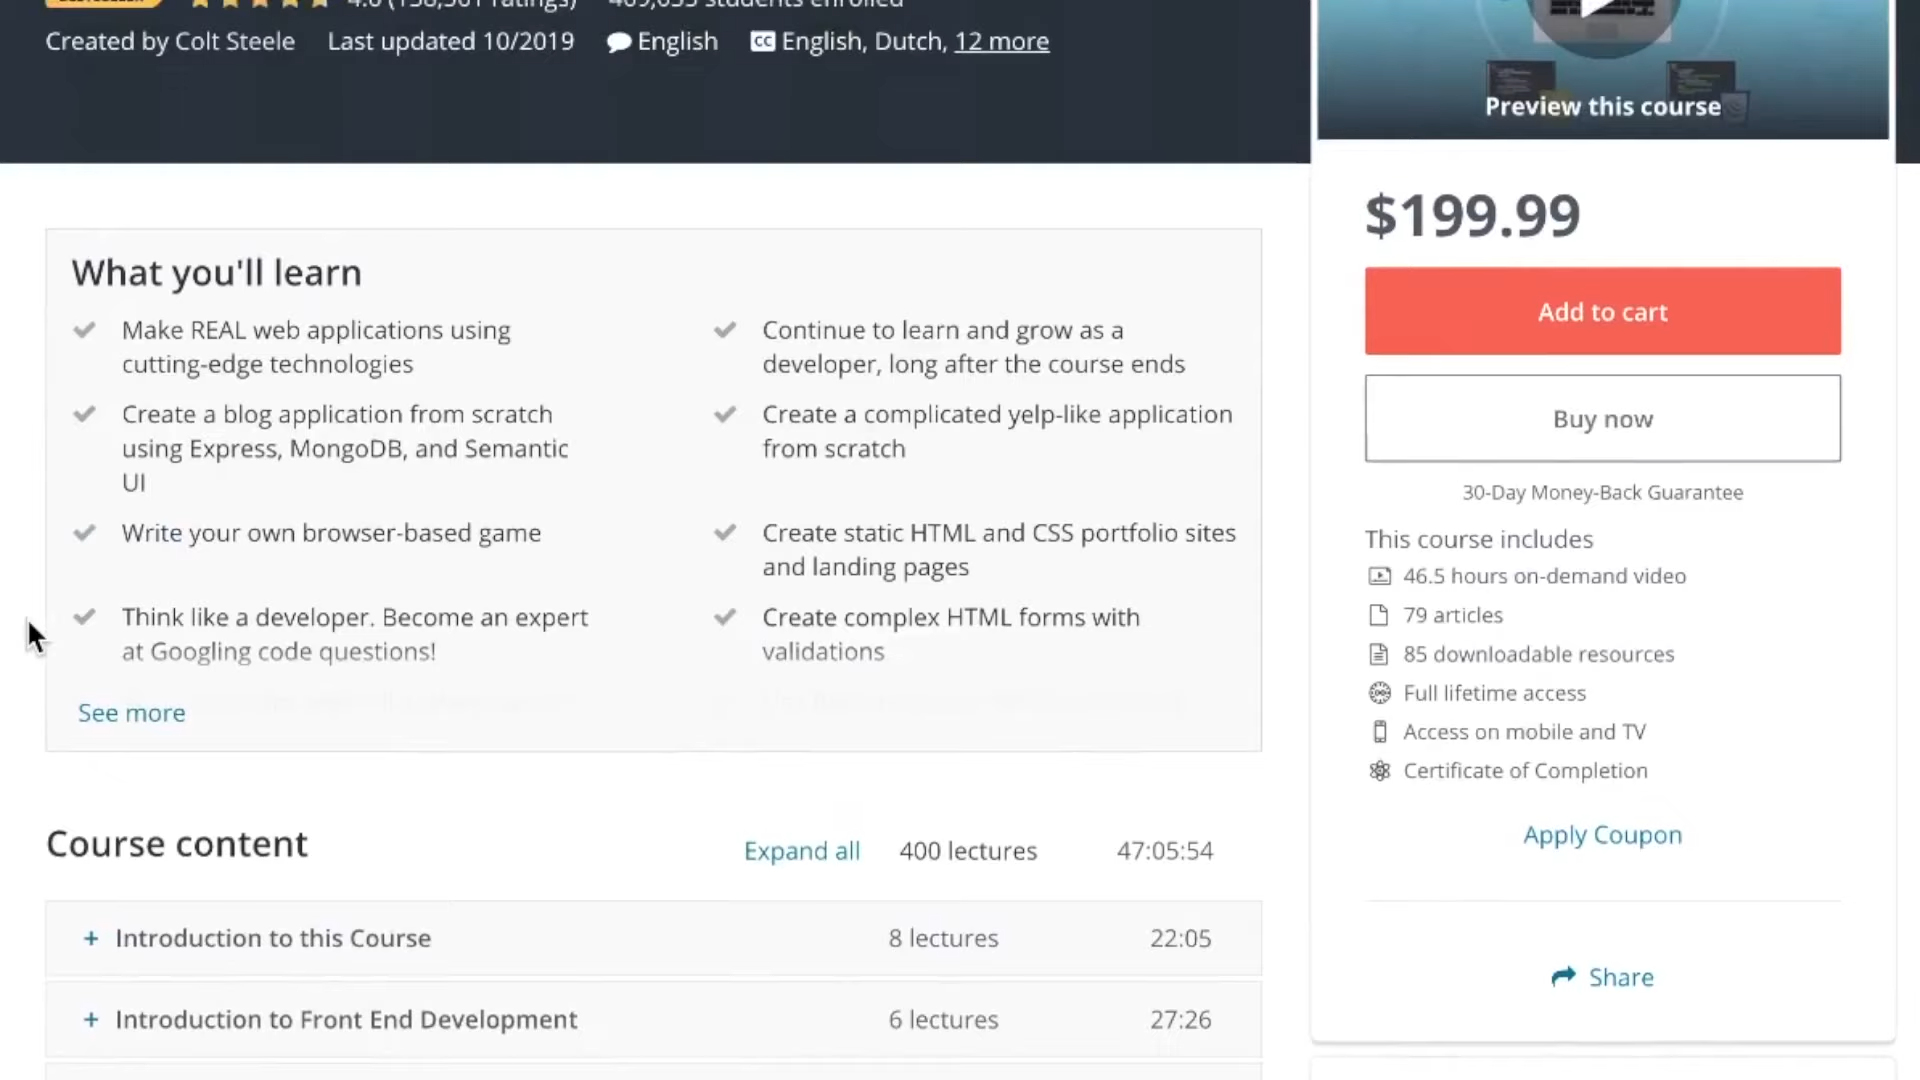 Created by Colt Steele Last updated 10/2019 English CC English, Dutch, 12 more
Preview this course
$199.99
Add to cart
Buy now
30-Day Money-Back Guarantee
This course includes
46.5 hours on-demand video
79 articles
85 downloadable resources
Full lifetime access
Access on mobile and TV
Certificate of Completion
Apply Coupon
Share
What you'll learn
Make REAL web applications using
cutting-edge technologies
Continue to learn and grow as a
developer, long after the course ends
Create a blog application from scratch
using Express, MongoDB, and Semantic
UI
Create a complicated yelp-like application
from scratch
Write your own browser-based game
Create static HTML and CSS portfolio sites
and landing pages
Think like a developer. Become an expert
at Googling code questions!
Create complex HTML forms with
validations
See more
Course content Expand all 400 lectures 47:05:54
+ Introduction to this Course 8 lectures 22:05
+ Introduction to Front End Development 6 lectures 27:26